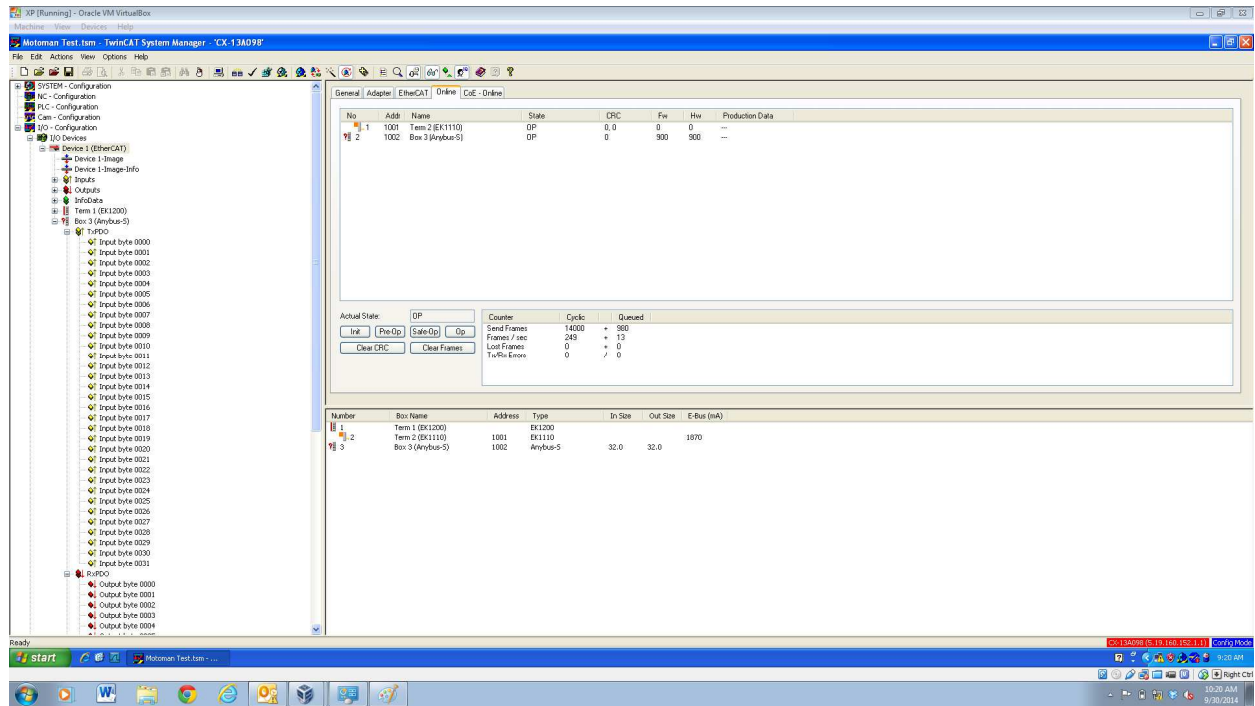 XP [Running] - Oracle VM VirtualBox
Machine View Devices Help
Motoman Test.tsm - TwinCAT System Manager - 'CX-13A098'
File Edit Actions View Options Help
SYSTEM - Configuration
NC - Configuration
PLC - Configuration
Cam - Configuration
I/O - Configuration
I/O Devices
Device 1 (EtherCAT)
Device 1-Image
Device 1-Image-Info
Inputs
Outputs
InfoData
Term 1 (EK1200)
Box 3 (Anybus-S)
TxPDO
Input byte 0000
Input byte 0001
Input byte 0002
Input byte 0003
Input byte 0004
Input byte 0005
Input byte 0006
Input byte 0007
Input byte 0008
Input byte 0009
Input byte 0010
Input byte 0011
Input byte 0012
Input byte 0013
Input byte 0014
Input byte 0015
Input byte 0016
Input byte 0017
Input byte 0018
Input byte 0019
Input byte 0020
Input byte 0021
Input byte 0022
Input byte 0023
Input byte 0024
Input byte 0025
Input byte 0026
Input byte 0027
Input byte 0028
Input byte 0029
Input byte 0030
Input byte 0031
RxPDO
Output byte 0000
Output byte 0001
Output byte 0002
Output byte 0003
Output byte 0004
General Adapter EtherCAT Online CoE - Online
No Addr Name State CRC Fw Hw Production Data
1 1001 Term 2 (EK1110) OP 0, 0 0 0 ---
2 1002 Box 3 (Anybus-S) OP 0 900 900 ---
Actual State: OP
Init Pre-Op Safe-Op Op
Clear CRC Clear Frames
Counter Cyclic Queued
Send Frames 14000 + 980
Frames / sec 249 + 13
Lost Frames 0 + 0
Tx/Rx Errors 0 / 0
Number Box Name Address Type In Size Out Size E-Bus (mA)
1 Term 1 (EK1200) EK1200
2 Term 2 (EK1110) 1001 EK1110 1870
3 Box 3 (Anybus-S) 1002 Anybus-S 32.0 32.0
Ready
CX-13A098 (5.19.160.152.1.1) Config Mode
start Motoman Test.tsm - ... 9:20 AM
Right Ctrl
10:20 AM
9/30/2014